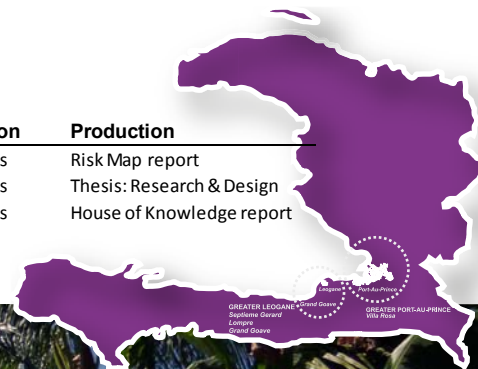 on Production
s Risk Map report
s Thesis: Research & Design
s House of Knowledge report
Leogane
Port-Au-Prince
Grand Goave
GREATER LEOGANE
Septieme Gerard
Lompre
Grand Goave
GREATER PORT-AU-PRINCE
Villa Rosa